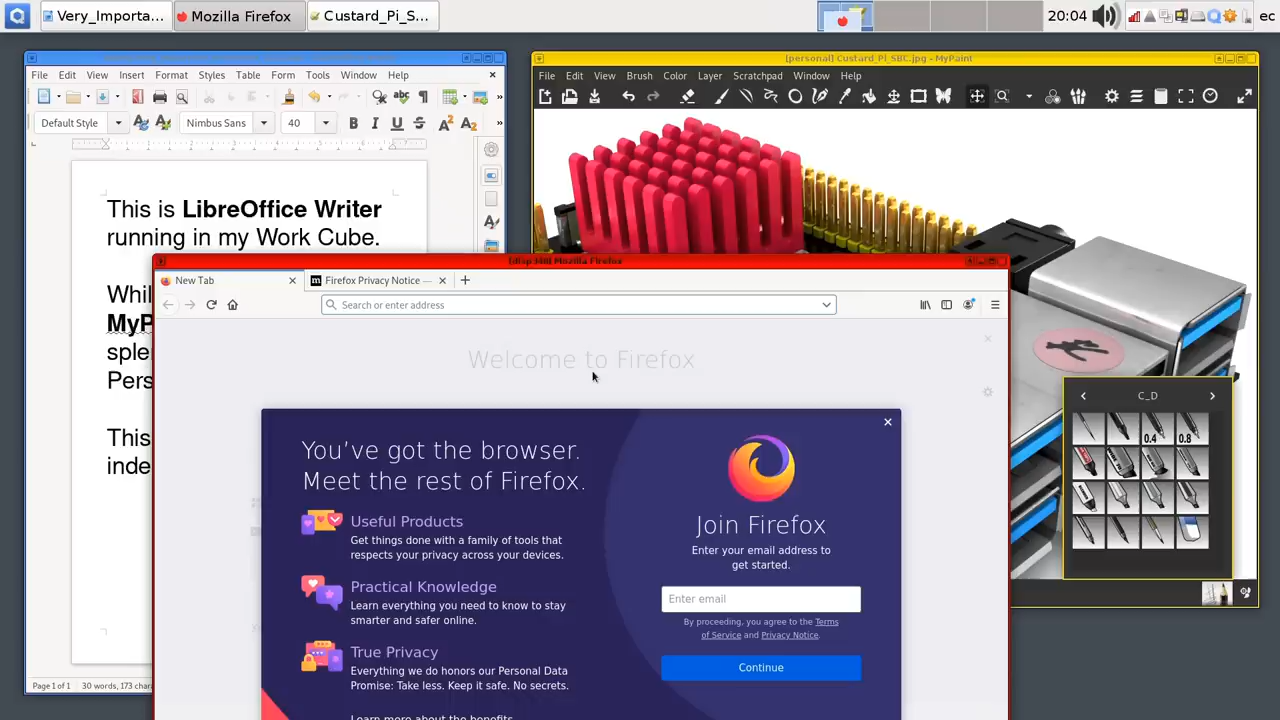 Very_Importa...
Mozilla Firefox
Custard_Pi_S...
20:04
ec
File Edit View Insert Format Styles Table Form Tools Window Help
Default Style
Nimbus Sans
40
This is LibreOffice Writer
running in my Work Cube.
Whil
MyP
sple
Pers
This
inde
Page 1 of 1
30 words, 173 chara
[personal] Custard_Pi_SBC.jpg - MyPaint
File Edit View Brush Color Layer Scratchpad Window Help
C_D
0.4 0.8
Mozilla Firefox
New Tab
Firefox Privacy Notice —
Search or enter address
Welcome to Firefox
You've got the browser.
Meet the rest of Firefox.
Useful Products
Get things done with a family of tools that
respects your privacy across your devices.
Practical Knowledge
Learn everything you need to know to stay
smarter and safer online.
True Privacy
Everything we do honors our Personal Data
Promise: Take less. Keep it safe. No secrets.
Learn more about the benefits
Join Firefox
Enter your email address to
get started.
Enter email
By proceeding, you agree to the Terms
of Service and Privacy Notice.
Continue